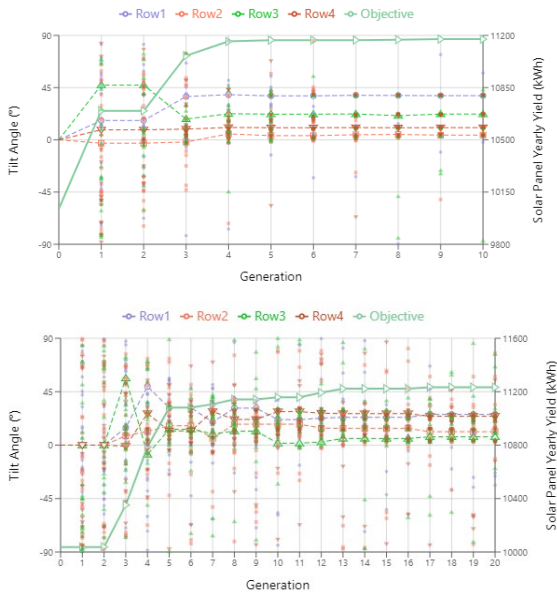 Row1 Row2 Row3 Row4 Objective
90 11200
45 10850
0 10500
-45 10150
-90 9800
0 1 2 3 4 5 6 7 8 9 10
Tilt Angle (º)
Solar Panel Yearly Yield (kWh)
Generation
Row1 Row2 Row3 Row4 Objective
90 11600
45 11200
0 10800
-45 10400
-90 10000
0 1 2 3 4 5 6 7 8 9 10 11 12 13 14 15 16 17 18 19 20
Tilt Angle (º)
Solar Panel Yearly Yield (kWh)
Generation